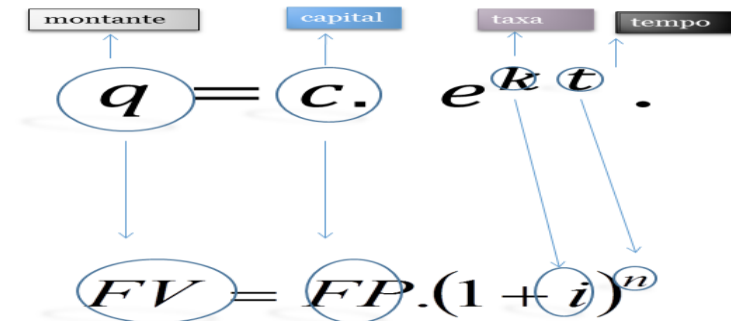 montante capital taxa tempo
q = c. e^{kt}.
FV = FP.(1 + i)^n